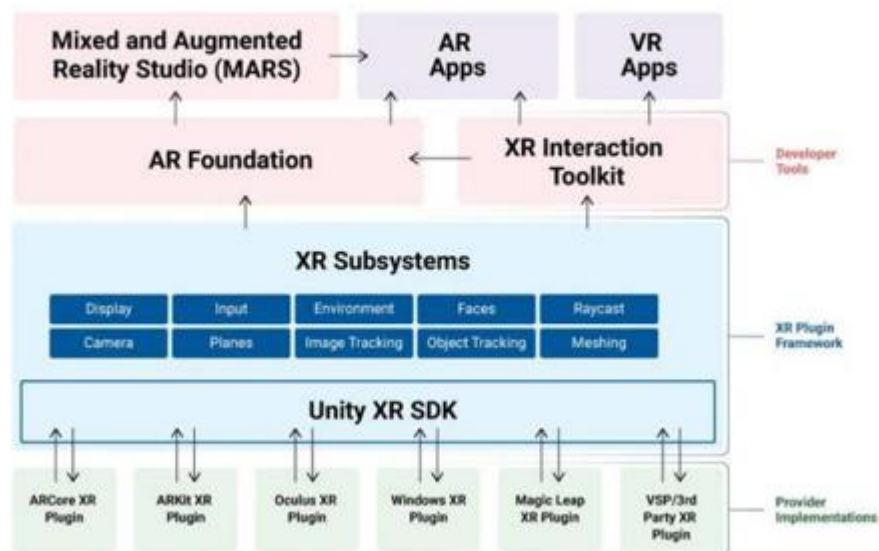 Mixed and Augmented
Reality Studio (MARS)
AR
Apps
VR
Apps
AR Foundation
XR Interaction
Toolkit
Developer
Tools
XR Subsystems
Display
Input
Environment
Faces
Raycast
Camera
Planes
Image Tracking
Object Tracking
Meshing
XR Plugin
Framework
Unity XR SDK
ARCore XR
Plugin
ARKit XR
Plugin
Oculus XR
Plugin
Windows XR
Plugin
Magic Leap
XR Plugin
VSP/3rd
Party XR
Plugin
Provider
Implementations